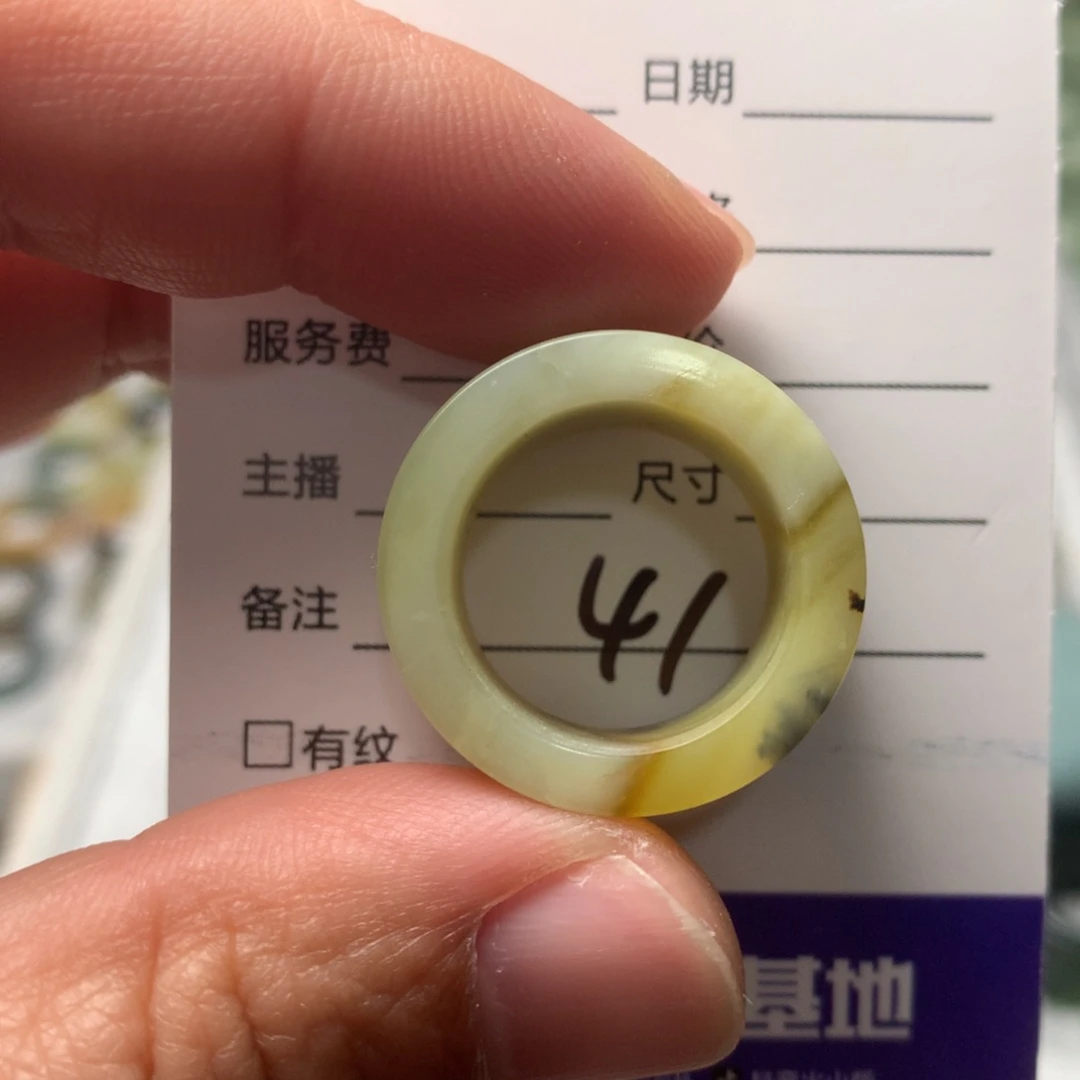 日期
服务费
主播 尺寸
备注 41
□有纹
基地